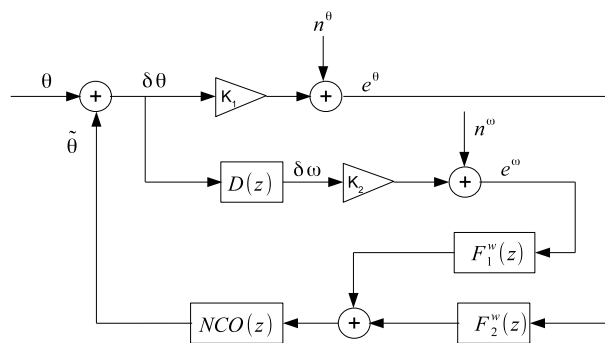 n^θ
θ
+
δθ
K₁
+
e^θ
θ̃
n^ω
D(z)
δω
K₂
+
e^ω
F₁^w(z)
NCO(z)
+
F₂^w(z)